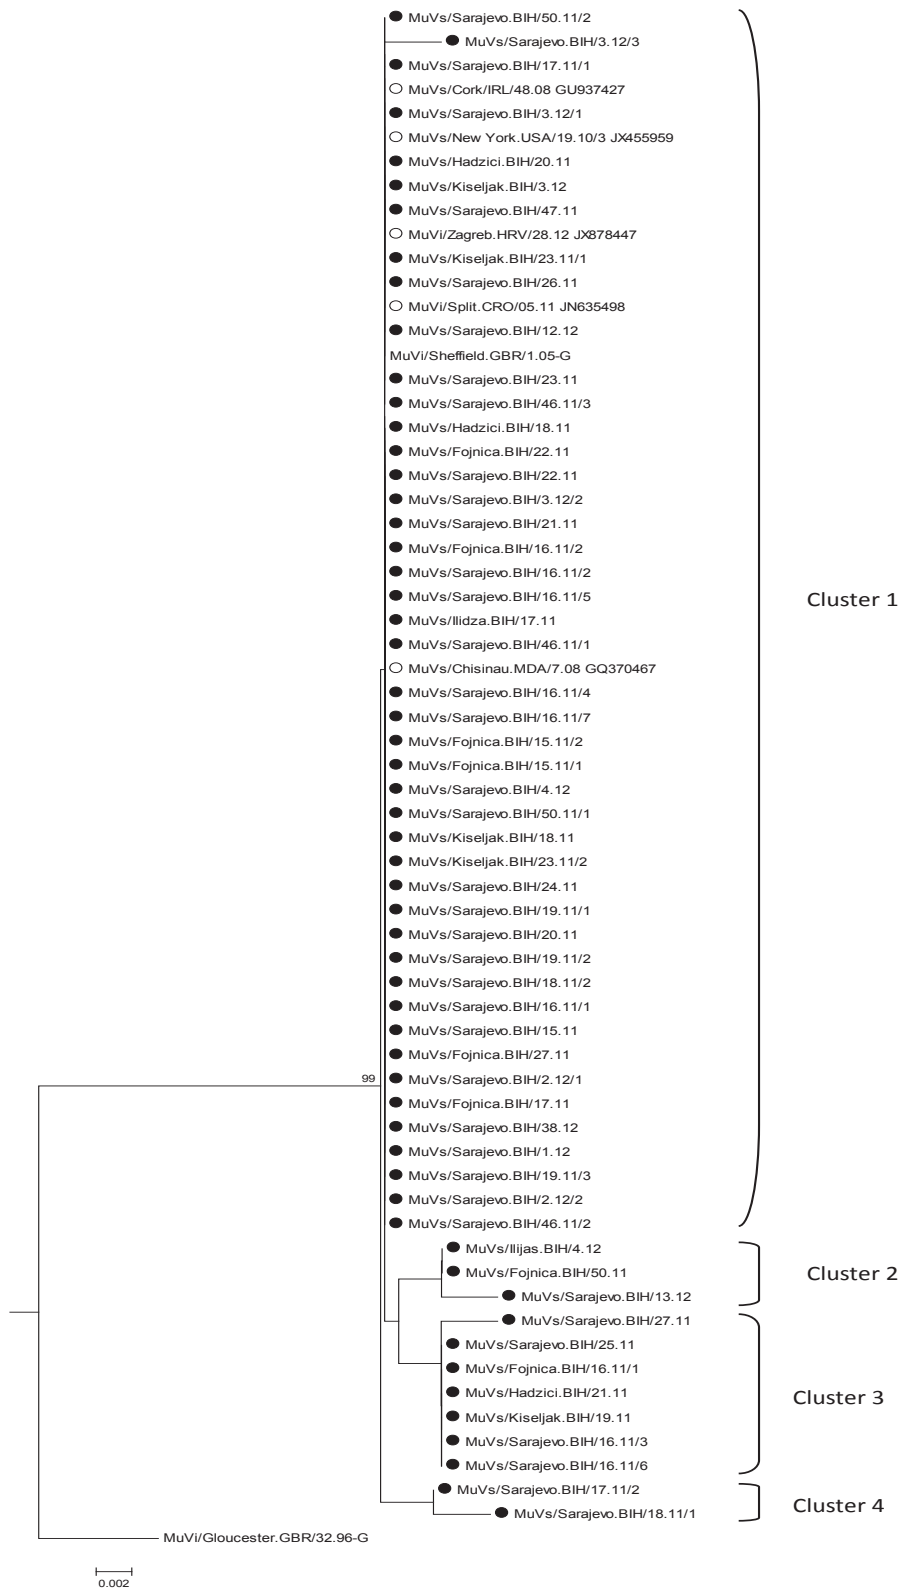 MuVs/Sarajevo.BIH/50.11/2
MuVs/Sarajevo.BIH/3.12/3
MuVs/Sarajevo.BIH/17.11/1
MuVs/Cork/IRL/48.08 GU937427
MuVs/Sarajevo.BIH/3.12/1
MuVs/New York.USA/19.10/3 JX455959
MuVs/Hadzici.BIH/20.11
MuVs/Kiseljak.BIH/3.12
MuVs/Sarajevo.BIH/47.11
MuVi/Zagreb.HRV/28.12 JX878447
MuVs/Kiseljak.BIH/23.11/1
MuVs/Sarajevo.BIH/26.11
MuVi/Split.CRO/05.11 JN635498
MuVs/Sarajevo.BIH/12.12
MuVi/Sheffield.GBR/1.05-G
MuVs/Sarajevo.BIH/23.11
MuVs/Sarajevo.BIH/46.11/3
MuVs/Hadzici.BIH/18.11
MuVs/Fojnica.BIH/22.11
MuVs/Sarajevo.BIH/22.11
MuVs/Sarajevo.BIH/3.12/2
MuVs/Sarajevo.BIH/21.11
MuVs/Fojnica.BIH/16.11/2
MuVs/Sarajevo.BIH/16.11/2
MuVs/Sarajevo.BIH/16.11/5
Cluster 1
MuVs/Ilidza.BIH/17.11
MuVs/Sarajevo.BIH/46.11/1
MuVs/Chisinau.MDA/7.08 GQ370467
MuVs/Sarajevo.BIH/16.11/4
MuVs/Sarajevo.BIH/16.11/7
MuVs/Fojnica.BIH/15.11/2
MuVs/Fojnica.BIH/15.11/1
MuVs/Sarajevo.BIH/4.12
MuVs/Sarajevo.BIH/50.11/1
MuVs/Kiseljak.BIH/18.11
MuVs/Kiseljak.BIH/23.11/2
MuVs/Sarajevo.BIH/24.11
MuVs/Sarajevo.BIH/19.11/1
MuVs/Sarajevo.BIH/20.11
MuVs/Sarajevo.BIH/19.11/2
MuVs/Sarajevo.BIH/18.11/2
MuVs/Sarajevo.BIH/16.11/1
MuVs/Sarajevo.BIH/15.11
MuVs/Fojnica.BIH/27.11
99
MuVs/Sarajevo.BIH/2.12/1
MuVs/Fojnica.BIH/17.11
MuVs/Sarajevo.BIH/38.12
MuVs/Sarajevo.BIH/1.12
MuVs/Sarajevo.BIH/19.11/3
MuVs/Sarajevo.BIH/2.12/2
MuVs/Sarajevo.BIH/46.11/2
MuVs/Ilijas.BIH/4.12
MuVs/Fojnica.BIH/50.11
Cluster 2
MuVs/Sarajevo.BIH/13.12
MuVs/Sarajevo.BIH/27.11
MuVs/Sarajevo.BIH/25.11
MuVs/Fojnica.BIH/16.11/1
MuVs/Hadzici.BIH/21.11
Cluster 3
MuVs/Kiseljak.BIH/19.11
MuVs/Sarajevo.BIH/16.11/3
MuVs/Sarajevo.BIH/16.11/6
MuVs/Sarajevo.BIH/17.11/2
Cluster 4
MuVs/Sarajevo.BIH/18.11/1
MuVi/Gloucester.GBR/32.96-G
0.002